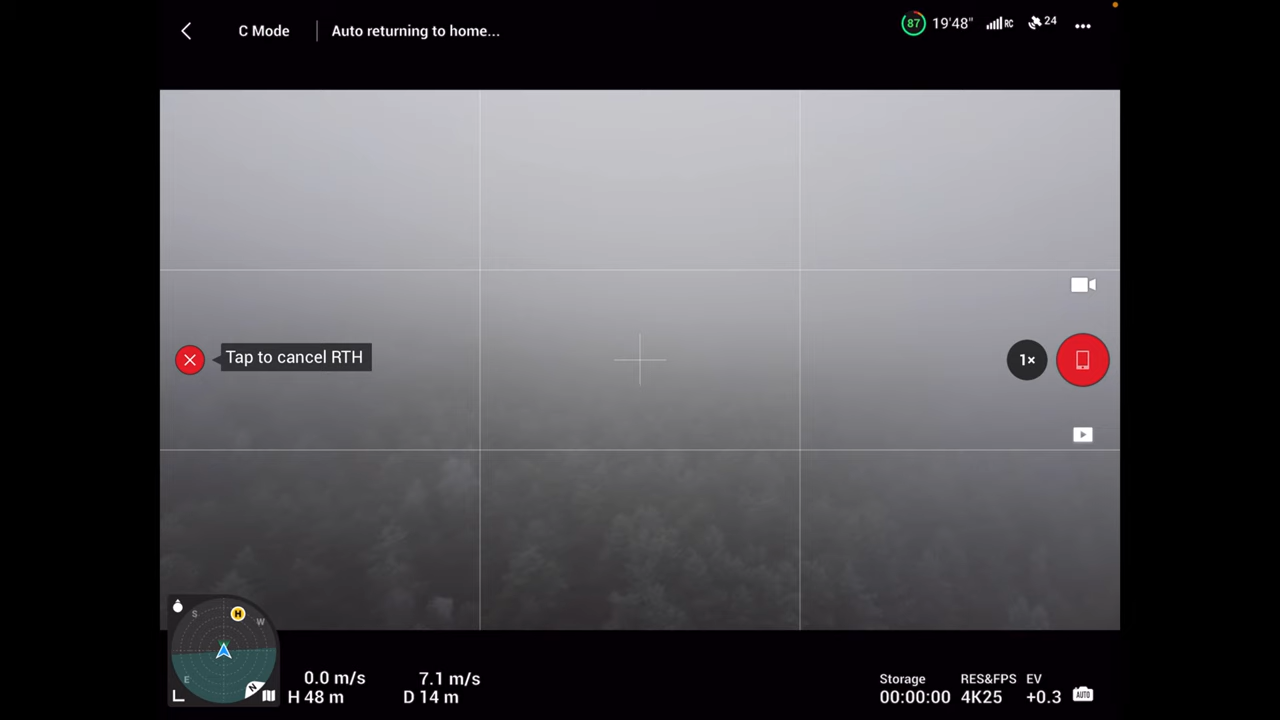 C Mode
Auto returning to home...
87
19'48"
RC
24
Tap to cancel RTH
1×
S
H
W
E
N
0.0 m/s
7.1 m/s
H 48 m
D 14 m
Storage
RES&FPS
EV
00:00:00
4K25
+0.3
AUTO